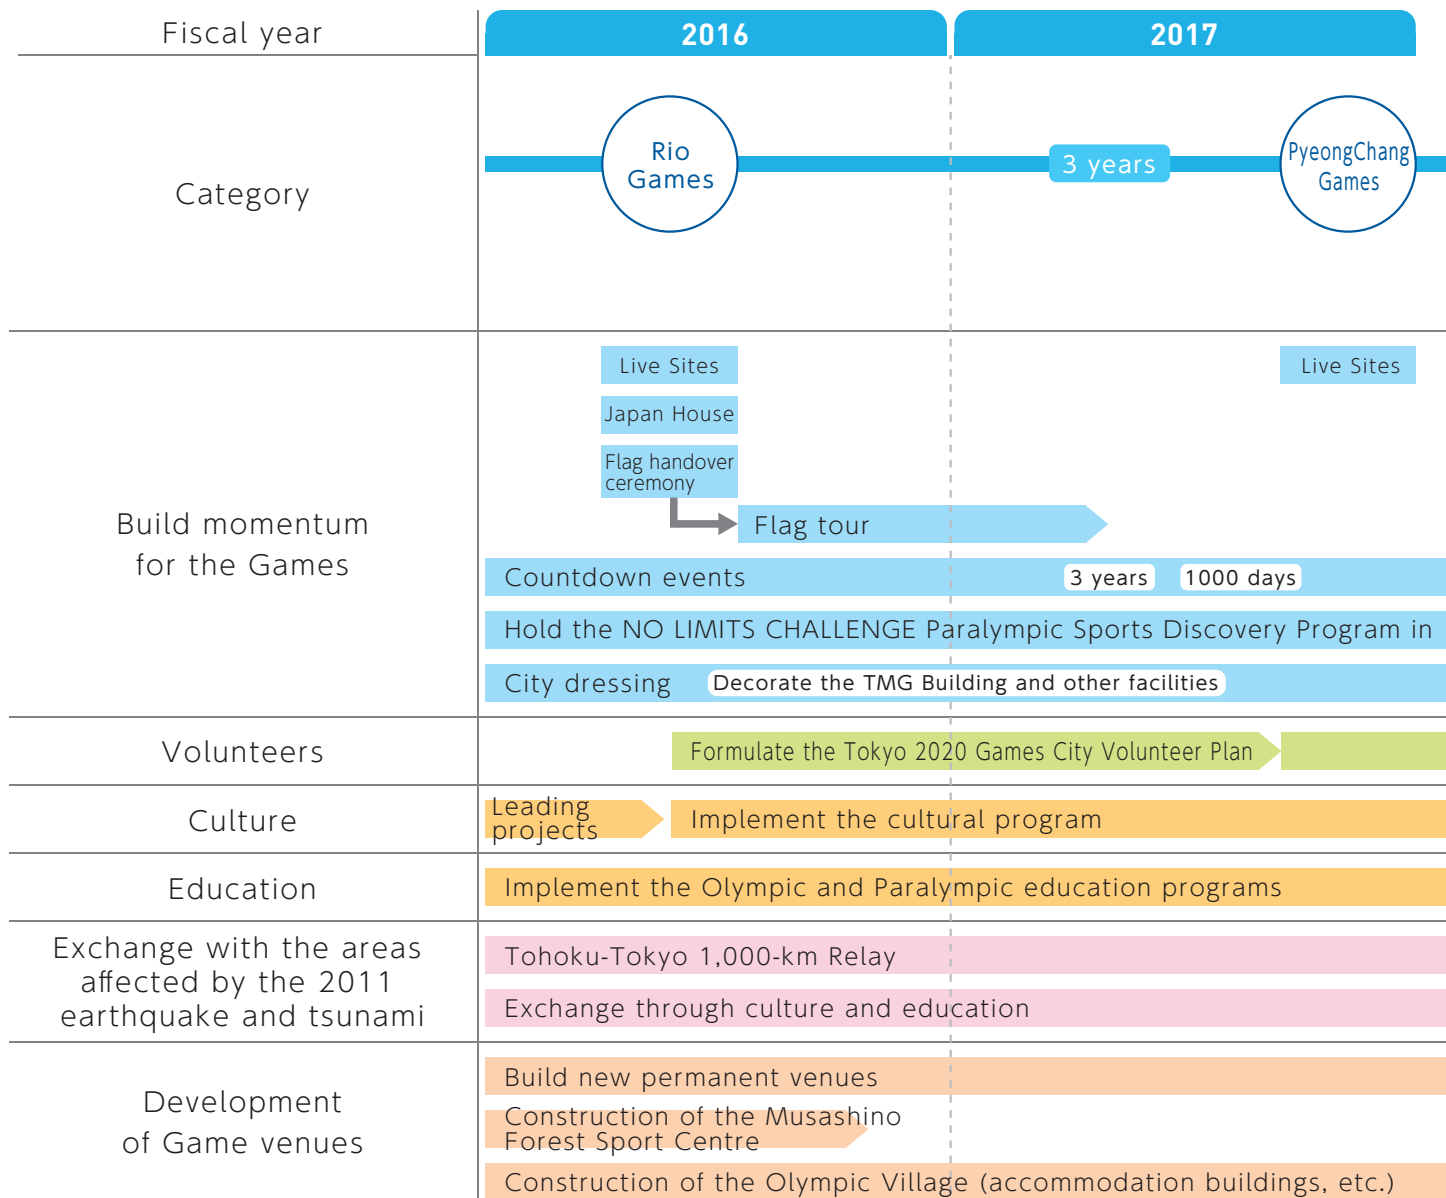 Fiscal year
2016
2017
Category
Rio
Games
3 years
PyeongChang
Games
Build momentum
for the Games
Live Sites
Live Sites
Japan House
Flag handover
ceremony
Flag tour
Countdown events
3 years
1000 days
Hold the NO LIMITS CHALLENGE Paralympic Sports Discovery Program in
City dressing
Decorate the TMG Building and other facilities
Volunteers
Formulate the Tokyo 2020 Games City Volunteer Plan
Culture
Leading
projects
Implement the cultural program
Education
Implement the Olympic and Paralympic education programs
Exchange with the areas
affected by the 2011
earthquake and tsunami
Tohoku-Tokyo 1,000-km Relay
Exchange through culture and education
Development
of Game venues
Build new permanent venues
Construction of the Musashino
Forest Sport Centre
Construction of the Olympic Village (accommodation buildings, etc.)